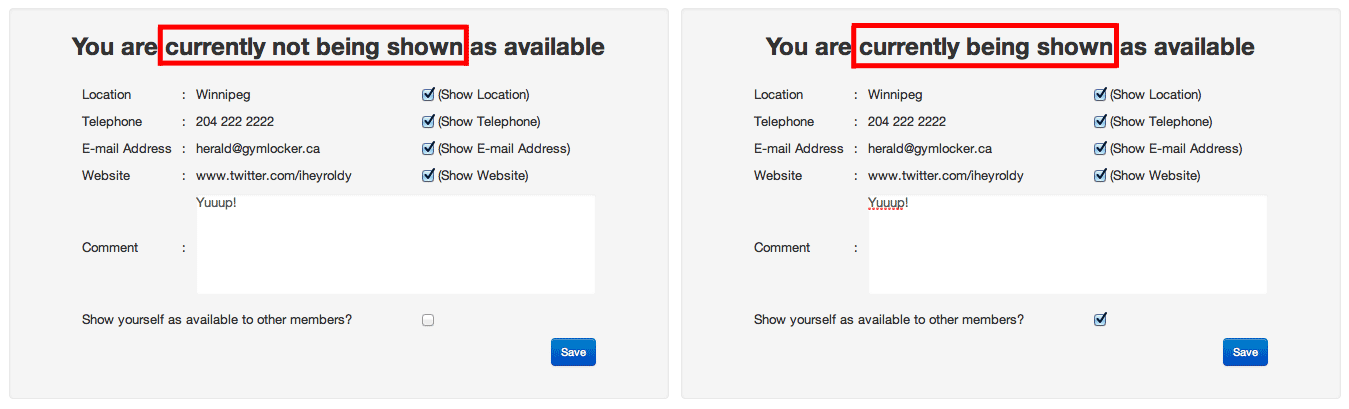 You are currently not being shown as available
Location : Winnipeg (Show Location)
Telephone : 204 222 2222 (Show Telephone)
E-mail Address : herald@gymlocker.ca (Show E-mail Address)
Website : www.twitter.com/iheyroldy (Show Website)
Yuuup!
Comment :
Show yourself as available to other members?
Save
You are currently being shown as available
Location : Winnipeg (Show Location)
Telephone : 204 222 2222 (Show Telephone)
E-mail Address : herald@gymlocker.ca (Show E-mail Address)
Website : www.twitter.com/iheyroldy (Show Website)
Yuuup!
Comment :
Show yourself as available to other members?
Save